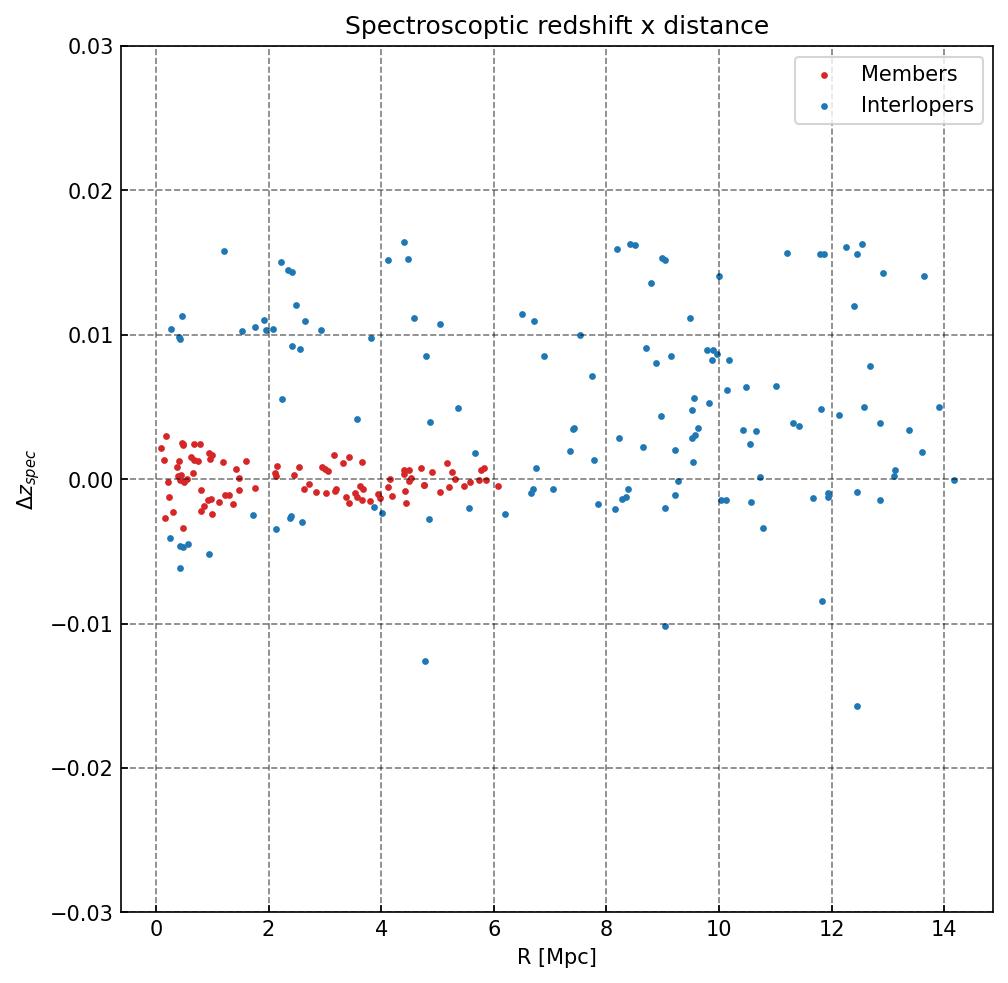 Spectroscoptic redshift x distance
Members
Interlopers
0.03
0.02
0.01
0.00
−0.01
−0.02
−0.03
Δz_spec
0 2 4 6 8 10 12 14
R [Mpc]